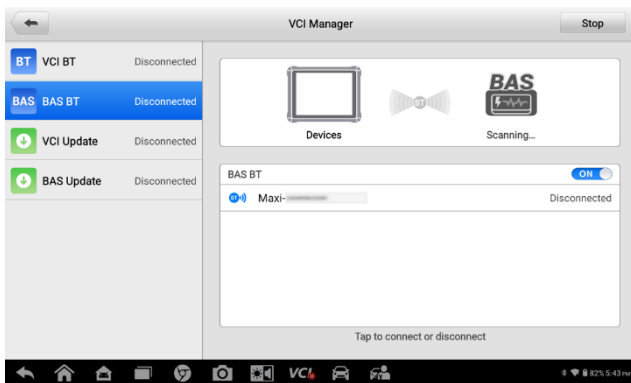 VCI Manager
Stop
BT VCI BT Disconnected
BAS BAS BT Disconnected
VCI Update Disconnected
BAS Update Disconnected
BAS
BT
Devices
Scanning...
BAS BT ON
BT Maxi- Disconnected
Tap to connect or disconnect
VCI
82% 5:43 PM